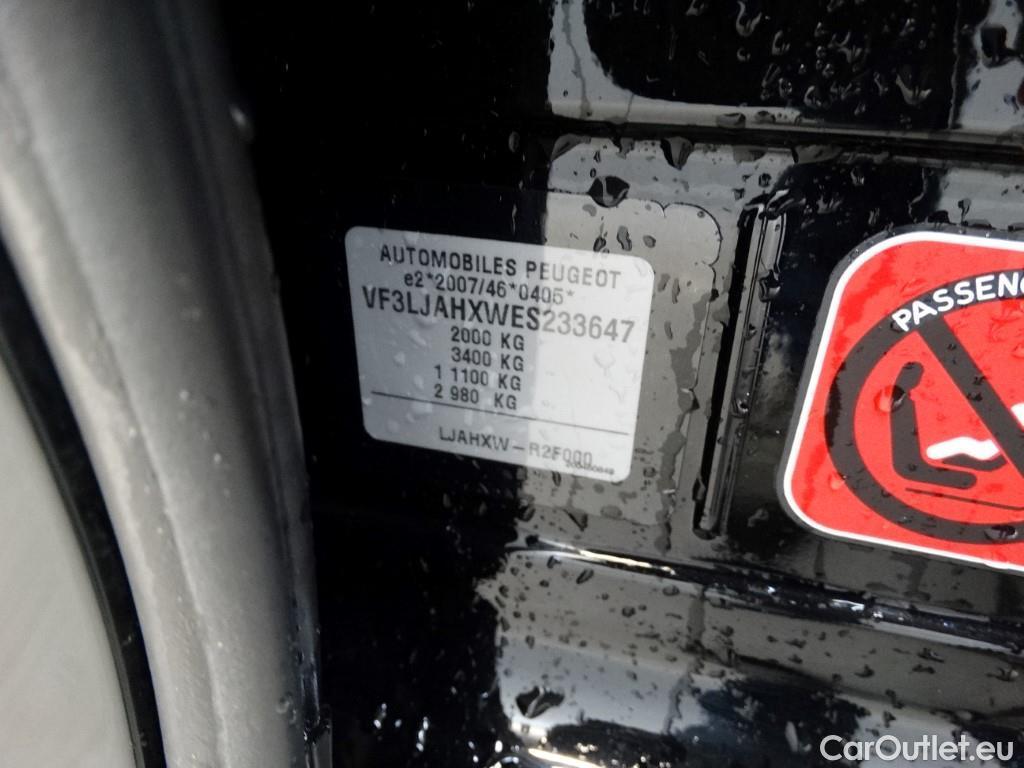 AUTOMOBILES PEUGEOT
e2*2007/46*0405*
VF3LJAHXWES233647
2000 KG
3400 KG
1 1100 KG
2 980 KG
LJAHXW-R2F000
PASSENG
CarOutlet.eu